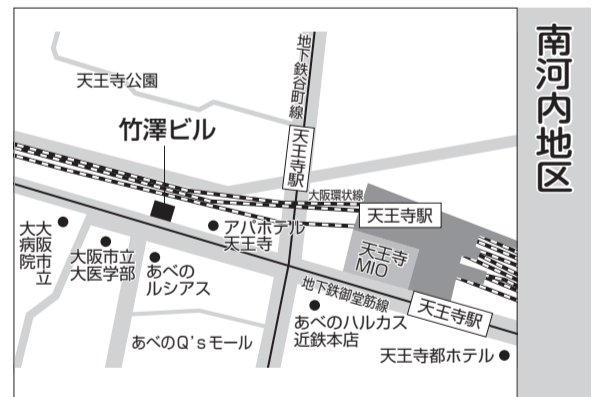 南河内地区
天王寺公園
地下鉄谷町線
竹澤ビル
天王寺駅
大阪環状線
天王寺駅
アパホテル
天王寺
天王寺
MIO
大阪市立
大病院
大阪市立
大医学部
あべの
ルシアス
地下鉄御堂筋線
天王寺駅
あべのハルカス
近鉄本店
あべのQ'sモール
天王寺都ホテル